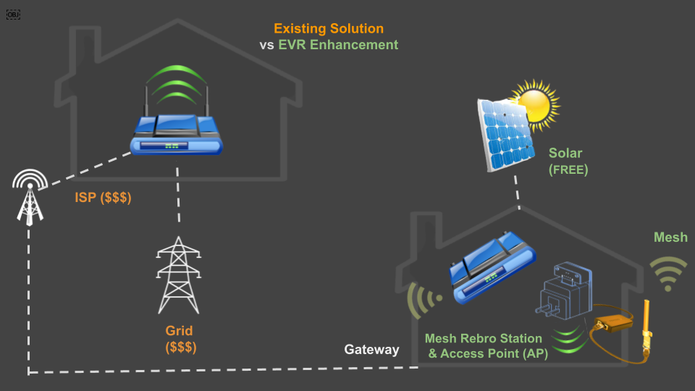 Existing Solution
vs EVR Enhancement
Solar
(FREE)
ISP ($$$)
Mesh
Grid
($$$)
Mesh Rebro Station
& Access Point (AP)
Gateway